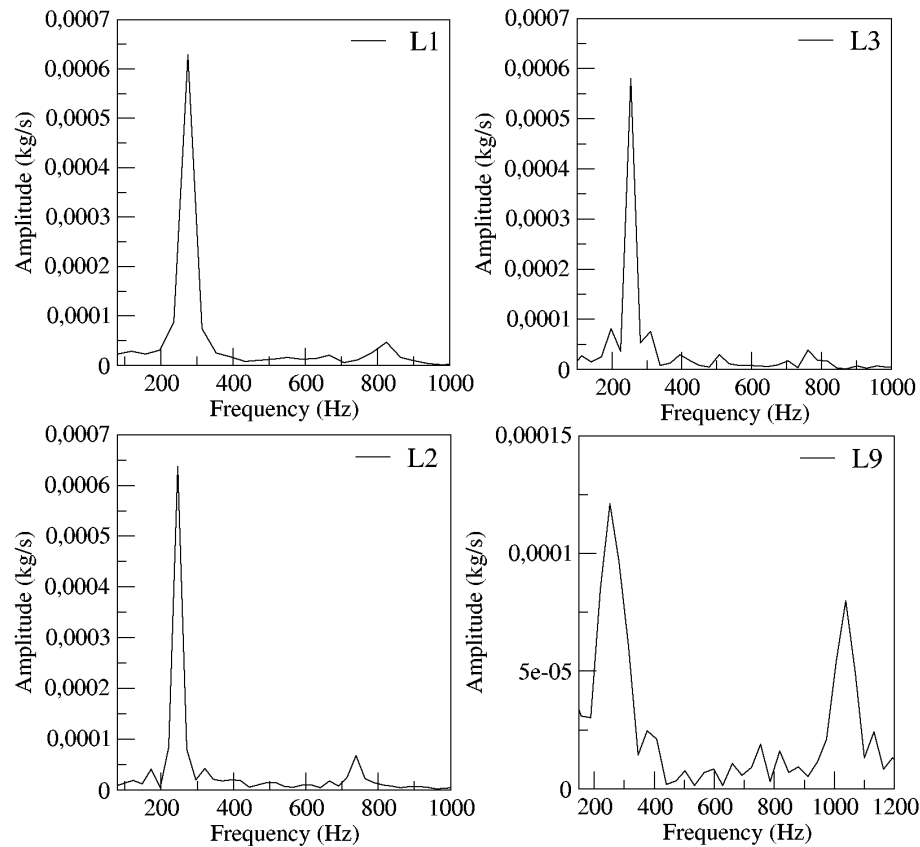 L1
0,0007
0,0006
0,0005
0,0004
0,0003
0,0002
0,0001
0
Amplitude (kg/s)
200 400 600 800 1000
Frequency (Hz)
L3
0,0007
0,0006
0,0005
0,0004
0,0003
0,0002
0,0001
0
Amplitude (kg/s)
200 400 600 800 1000
Frequency (Hz)
L2
0,0007
0,0006
0,0005
0,0004
0,0003
0,0002
0,0001
0
Amplitude (kg/s)
200 400 600 800 1000
Frequency (Hz)
L9
0,00015
0,0001
5e-05
0
Amplitude (kg/s)
200 400 600 800 1000 1200
Frequency (Hz)